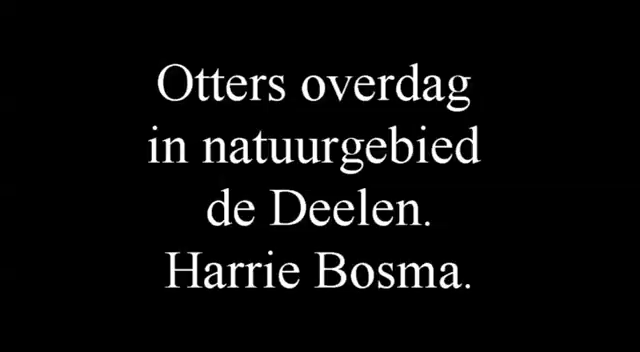 Otters overdag
in natuurgebied
de Deelen.
Harrie Bosma.